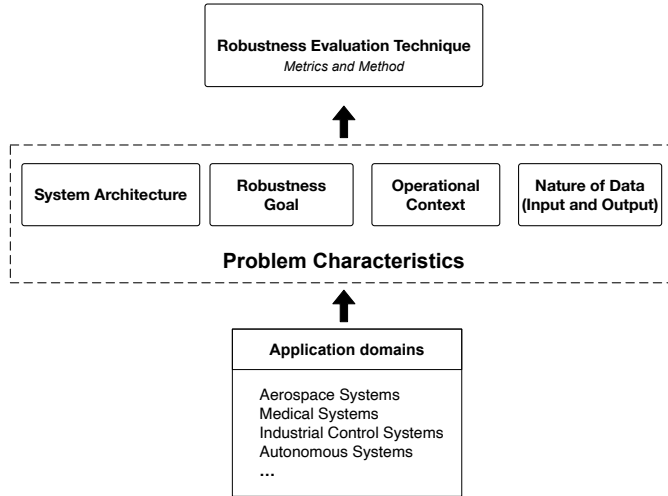 Robustness Evaluation Technique
Metrics and Method
System Architecture
Robustness
Goal
Operational
Context
Nature of Data
(Input and Output)
Problem Characteristics
Application domains
Aerospace Systems
Medical Systems
Industrial Control Systems
Autonomous Systems
...